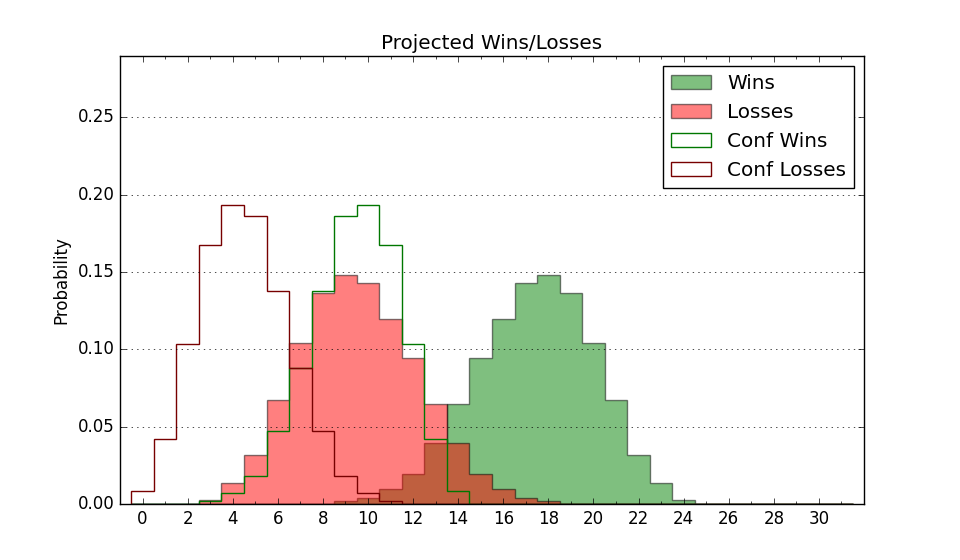 Projected Wins/Losses
Wins
Losses
Conf Wins
Conf Losses
Probability
0.25
0.20
0.15
0.10
0.05
0.00
0 2 4 6 8 10 12 14 16 18 20 22 24 26 28 30